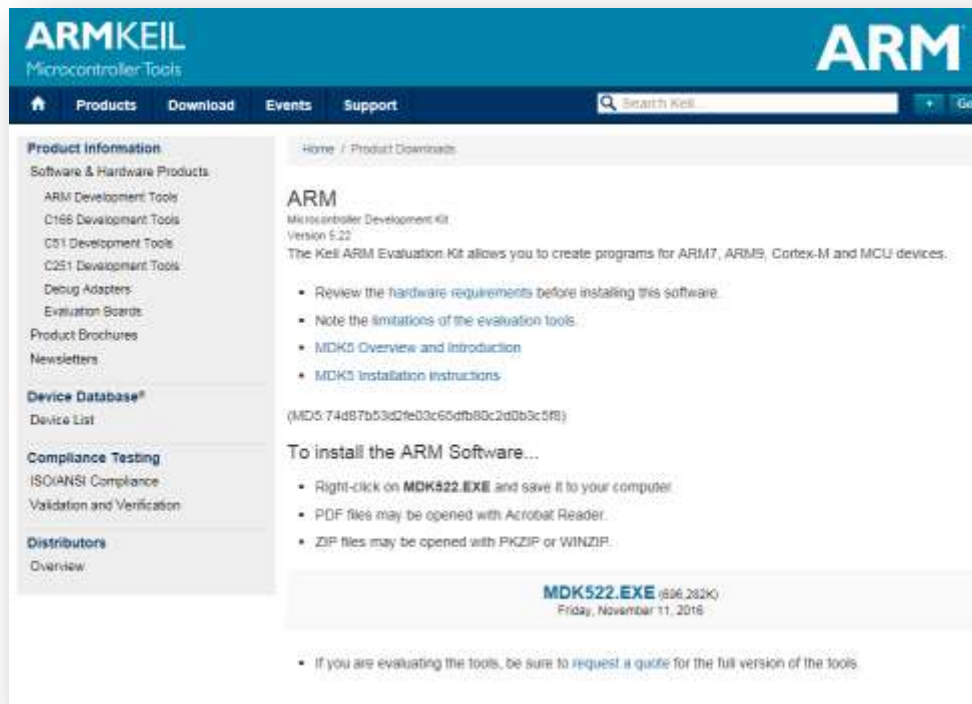 ARMKEIL
Microcontroller Tools
ARM
Products Download Events Support
Search Keil...
+ Go
Product Information
Software & Hardware Products
ARM Development Tools
C166 Development Tools
C51 Development Tools
C251 Development Tools
Debug Adapters
Evaluation Boards
Product Brochures
Newsletters
Device Database®
Device List
Compliance Testing
ISO/ANSI Compliance
Validation and Verification
Distributors
Overview
Home / Product Downloads
ARM
Microcontroller Development Kit
Version 5.22
The Keil ARM Evaluation Kit allows you to create programs for ARM7, ARM9, Cortex-M and MCU devices.
• Review the hardware requirements before installing this software.
• Note the limitations of the evaluation tools.
• MDK5 Overview and Introduction
• MDK5 Installation Instructions
(MD5:74d87b53d2fe03c65dfb80c2d0b3c5f8)
To install the ARM Software...
• Right-click on MDK522.EXE and save it to your computer.
• PDF files may be opened with Acrobat Reader.
• ZIP files may be opened with PKZIP or WINZIP.
MDK522.EXE (696,282K)
Friday, November 11, 2016
• If you are evaluating the tools, be sure to request a quote for the full version of the tools.